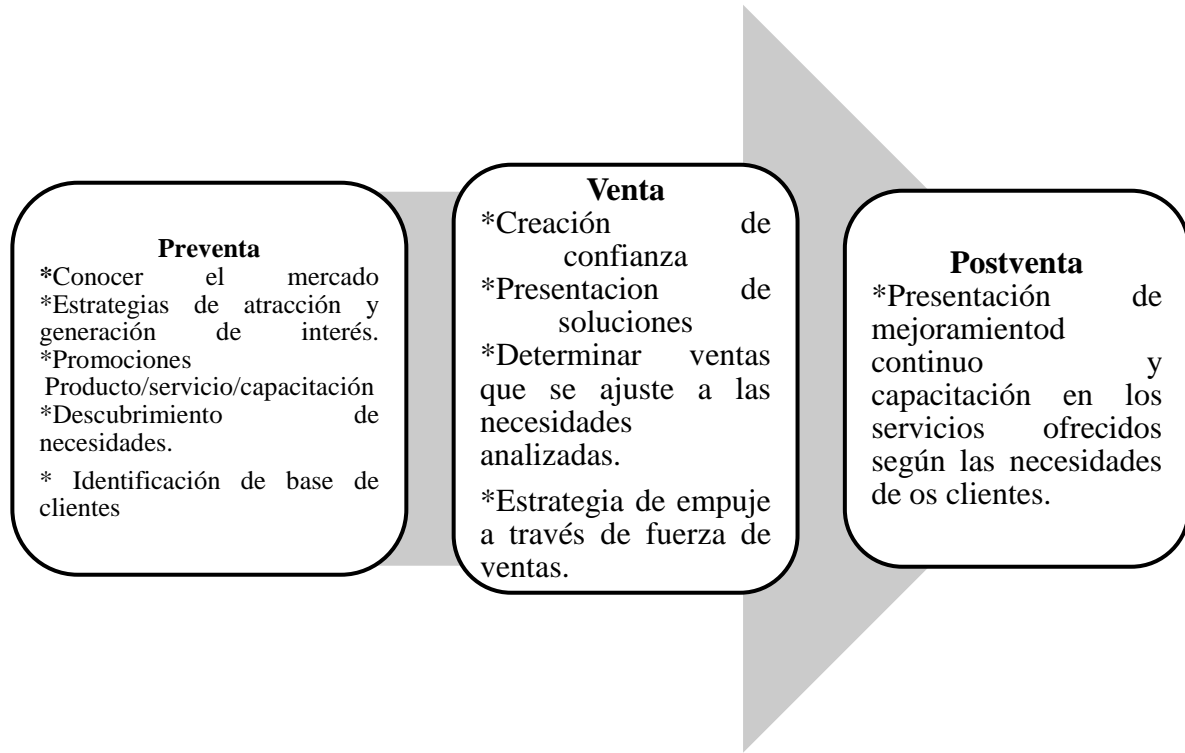 Preventa
*Conocer el mercado
*Estrategias de atracción y
generación de interés.
*Promociones
Producto/servicio/capacitación
*Descubrimiento de
necesidades.
* Identificación de base de
clientes
Venta
*Creación de
confianza
*Presentacion de
soluciones
*Determinar ventas
que se ajuste a las
necesidades
analizadas.
*Estrategia de empuje
a través de fuerza de
ventas.
Postventa
*Presentación de
mejoramientod
continuo y
capacitación en los
servicios ofrecidos
según las necesidades
de os clientes.